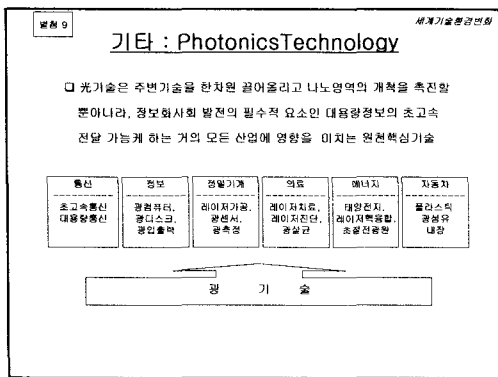 별첨 9
세계기술환경변화
기타 : PhotonicsTechnology
□ 光기술은 주변기술을 한차원 끌어올리고 나노영역의 개척을 촉진할
뿐아니라, 정보화사회 발전의 필수적 요소인 대용량정보의 초고속
전달 가능케 하는 거의 모든 산업에 영향을 미치는 원천핵심기술
통신
초고속통신
대용량통신
정보
광컴퓨터,
광디스크,
광입출력
정밀기계
레이저가공,
광센서,
광측정
의료
레이저치료,
레이저진단,
광살균
에너지
태양전지,
레이저핵융합,
초절전광원
자동차
플라스틱
광섬유
내장
광 기 술